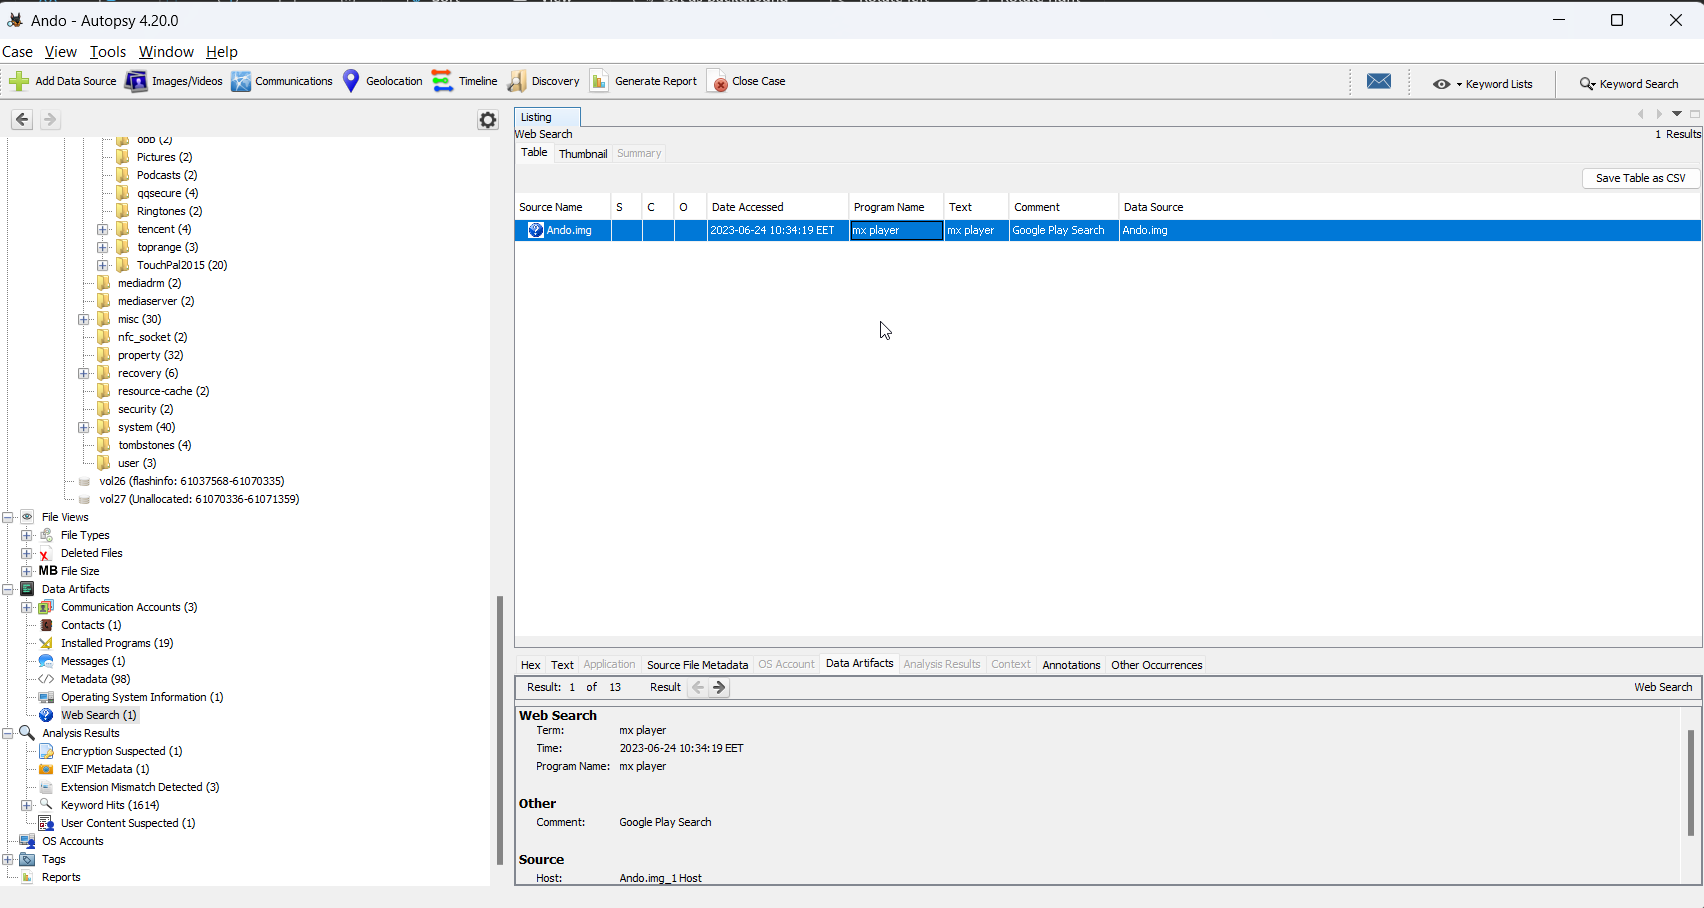 Ando - Autopsy 4.20.0
Case View Tools Window Help
Add Data Source Images/Videos Communications Geolocation Timeline Discovery Generate Report Close Case Keyword Lists Keyword Search
obb (2)
Pictures (2)
Podcasts (2)
qqsecure (4)
Ringtones (2)
tencent (4)
toprange (3)
TouchPal2015 (20)
mediadrm (2)
mediaserver (2)
misc (30)
nfc_socket (2)
property (32)
recovery (6)
resource-cache (2)
security (2)
system (40)
tombstones (4)
user (3)
vol26 (flashinfo: 61037568-61070335)
vol27 (Unallocated: 61070336-61071359)
File Views
File Types
Deleted Files
MB File Size
Data Artifacts
Communication Accounts (3)
Contacts (1)
Installed Programs (19)
Messages (1)
Metadata (98)
Operating System Information (1)
Web Search (1)
Analysis Results
Encryption Suspected (1)
EXIF Metadata (1)
Extension Mismatch Detected (3)
Keyword Hits (1614)
User Content Suspected (1)
OS Accounts
Tags
Reports
Listing
Web Search
1 Results
Table Thumbnail Summary
Save Table as CSV
Source Name S C O Date Accessed Program Name Text Comment Data Source
Ando.img 2023-06-24 10:34:19 EET mx player mx player Google Play Search Ando.img
Hex Text Application Source File Metadata OS Account Data Artifacts Analysis Results Context Annotations Other Occurrences
Result: 1 of 13 Result Web Search
Web Search
Term: mx player
Time: 2023-06-24 10:34:19 EET
Program Name: mx player
Other
Comment: Google Play Search
Source
Host: Ando.img_1 Host